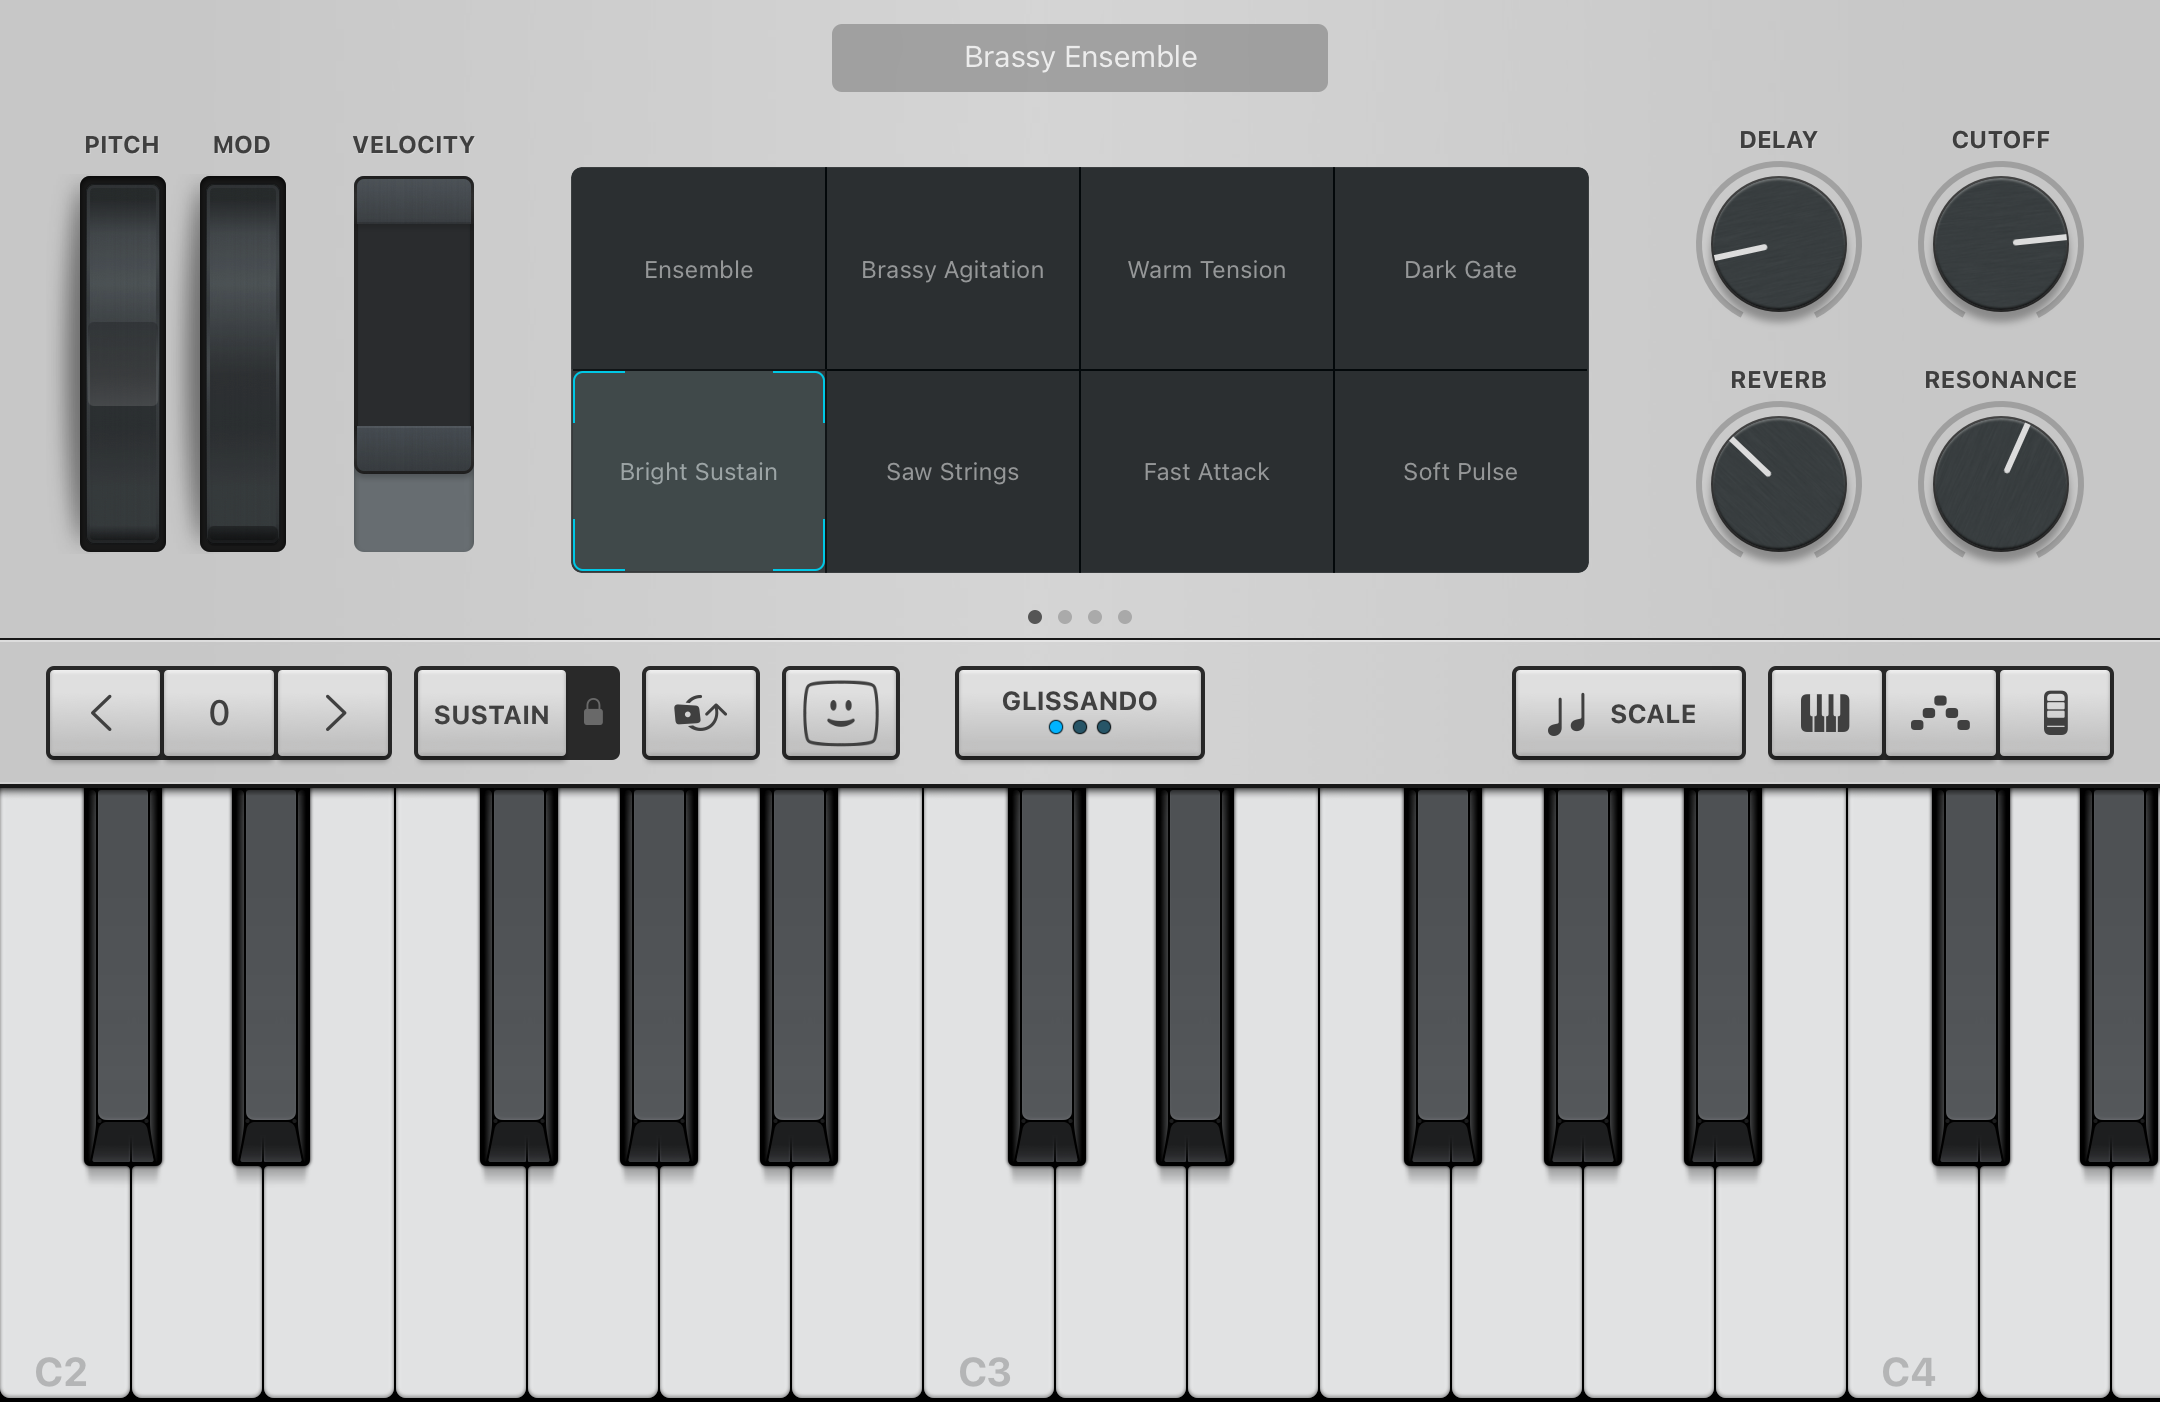 Brassy Ensemble
PITCH MOD VELOCITY
DELAY CUTOFF
Ensemble Brassy Agitation Warm Tension Dark Gate
REVERB RESONANCE
Bright Sustain Saw Strings Fast Attack Soft Pulse
0 SUSTAIN GLISSANDO SCALE
C2 C3 C4